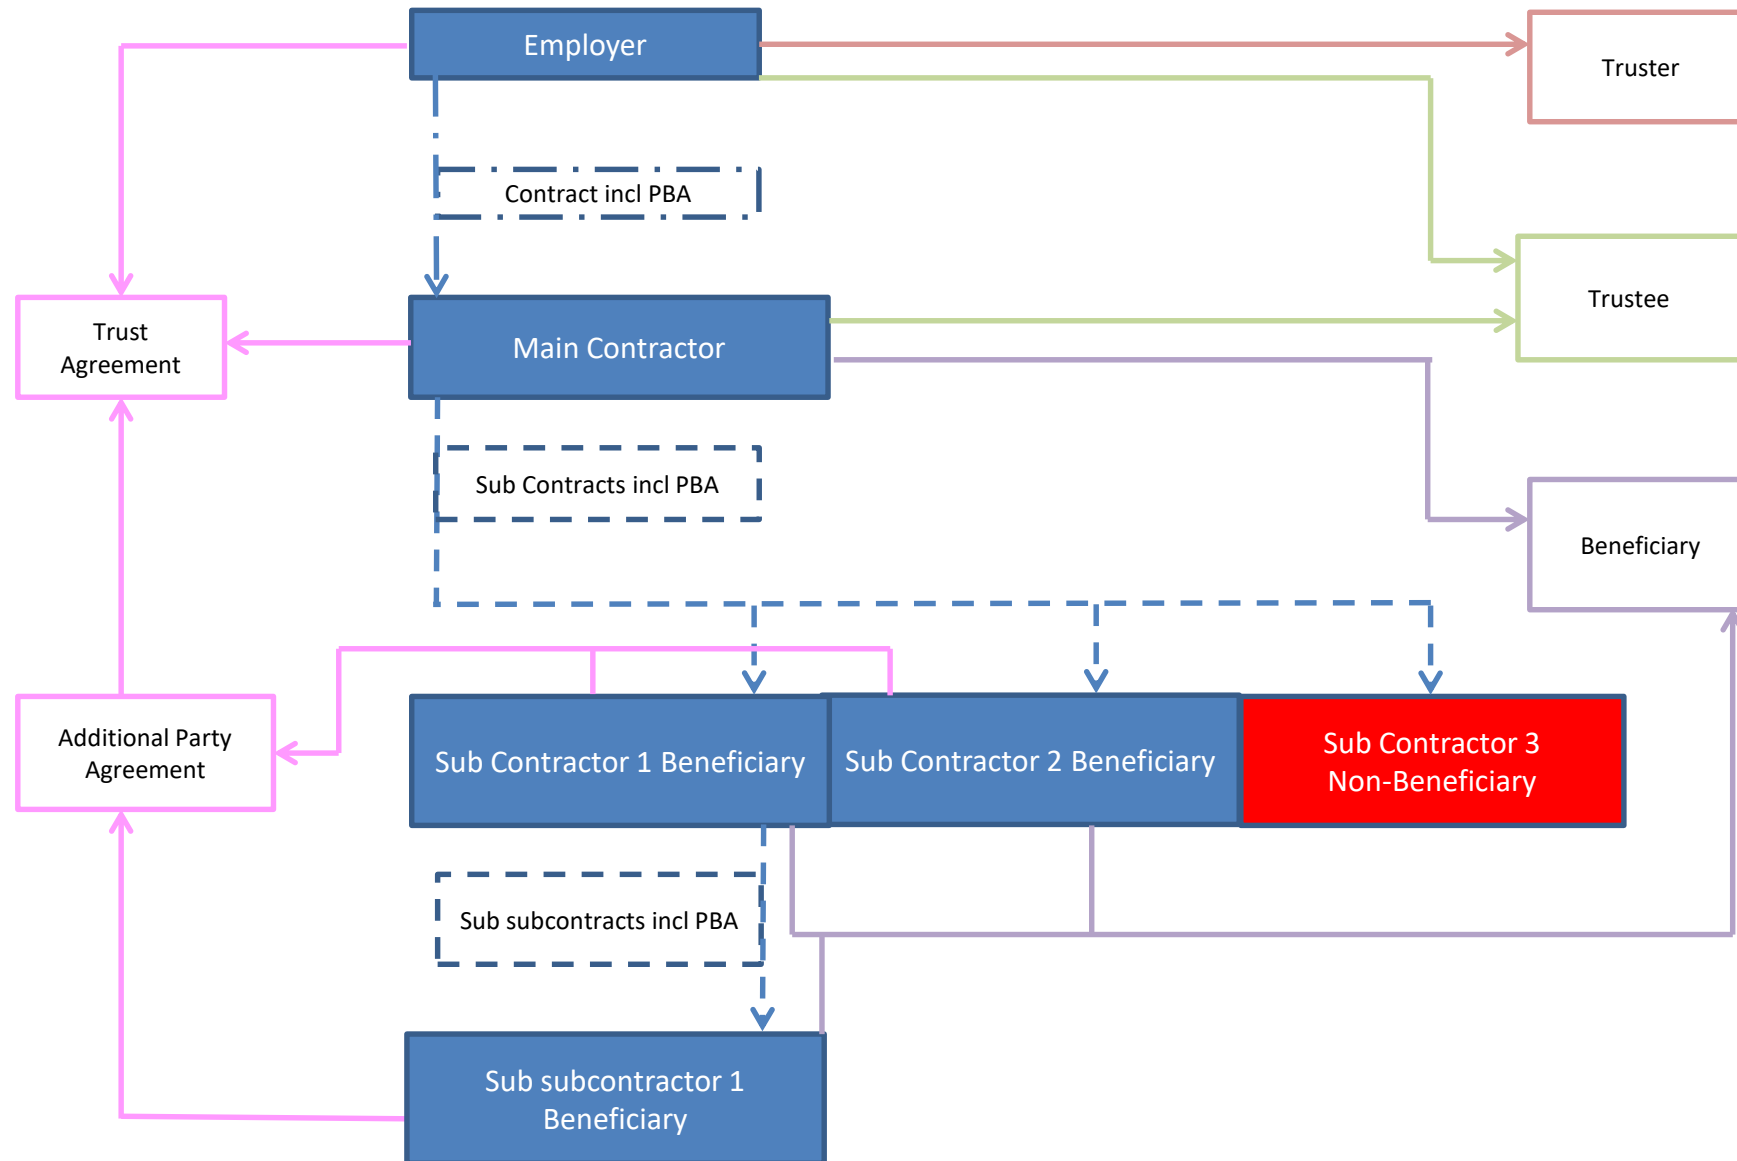 Employer
Truster
Contract incl PBA
Trustee
Trust
Agreement
Main Contractor
Sub Contracts incl PBA
Beneficiary
Additional Party
Agreement
Sub Contractor 1 Beneficiary
Sub Contractor 2 Beneficiary
Sub Contractor 3
Non-Beneficiary
Sub subcontracts incl PBA
Sub subcontractor 1
Beneficiary